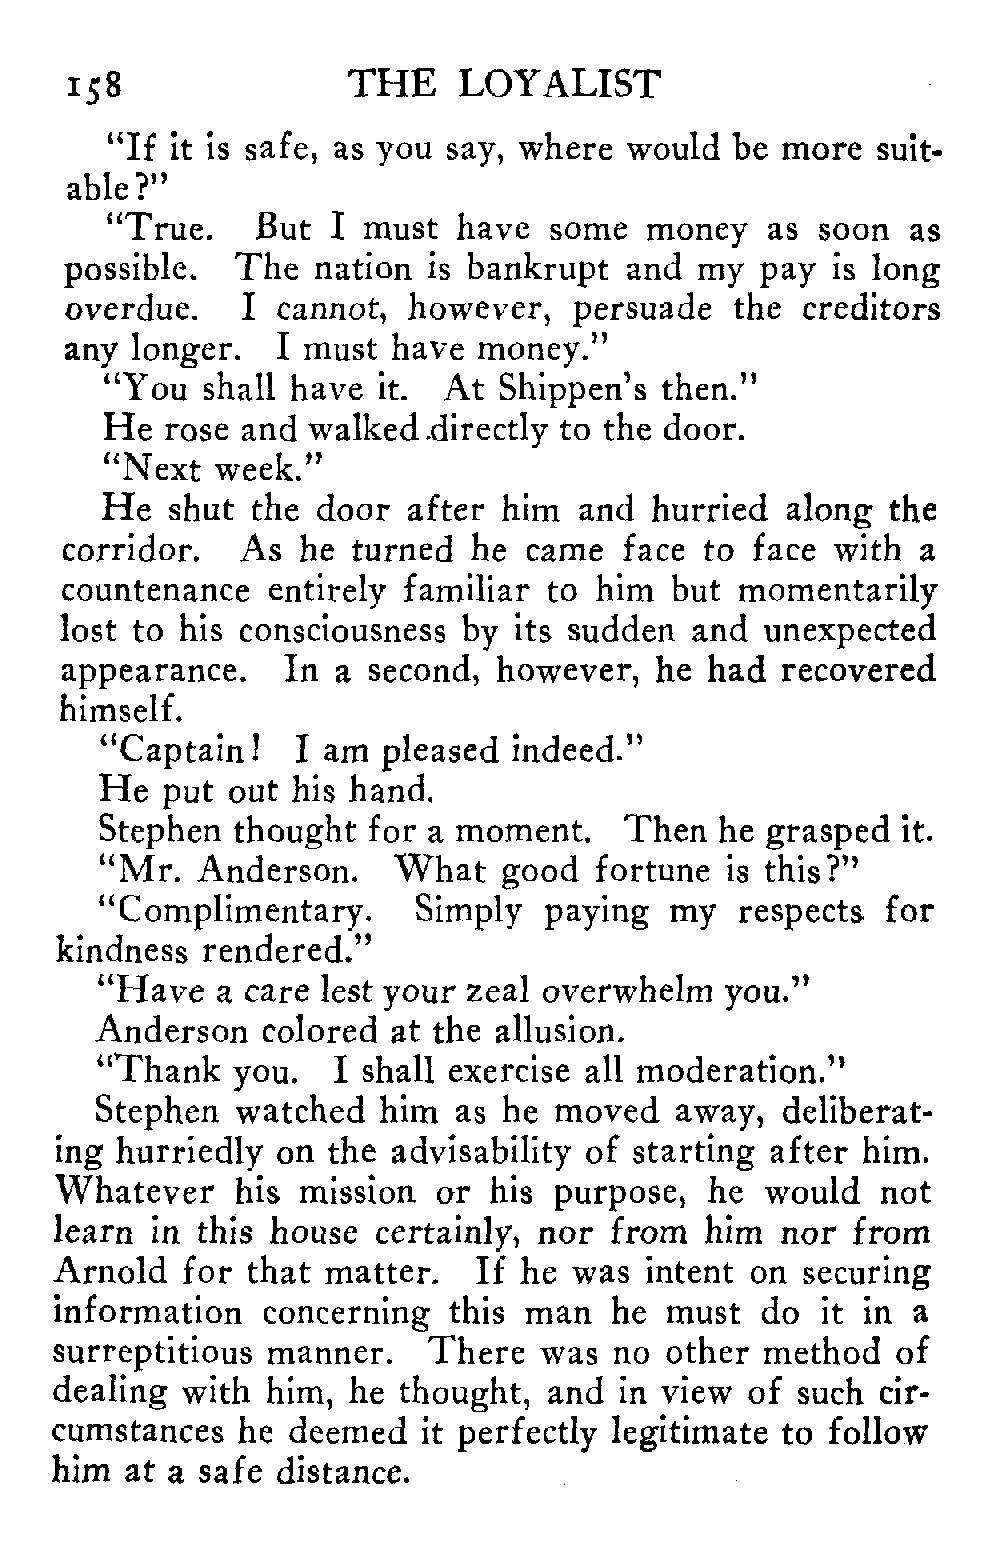 158 THE LOYALIST
“If it is safe, as you say, where would be more suit-
able?”
“True. But I must have some money as soon as
possible. The nation is bankrupt and my pay is long
overdue. I cannot, however, persuade the creditors
any longer. I must have money.”
“You shall have it. At Shippen’s then.”
He rose and walked directly to the door.
“Next week.”
He shut the door after him and hurried along the
corridor. As he turned he came face to face with a
countenance entirely familiar to him but momentarily
lost to his consciousness by its sudden and unexpected
appearance. In a second, however, he had recovered
himself.
“Captain! I am pleased indeed.”
He put out his hand.
Stephen thought for a moment. Then he grasped it.
“Mr. Anderson. What good fortune is this?”
“Complimentary. Simply paying my respects for
kindness rendered.”
“Have a care lest your zeal overwhelm you.”
Anderson colored at the allusion.
“Thank you. I shall exercise all moderation.”
Stephen watched him as he moved away, deliberat-
ing hurriedly on the advisability of starting after him.
Whatever his mission or his purpose, he would not
learn in this house certainly, nor from him nor from
Arnold for that matter. If he was intent on securing
information concerning this man he must do it in a
surreptitious manner. There was no other method of
dealing with him, he thought, and in view of such cir-
cumstances he deemed it perfectly legitimate to follow
him at a safe distance.